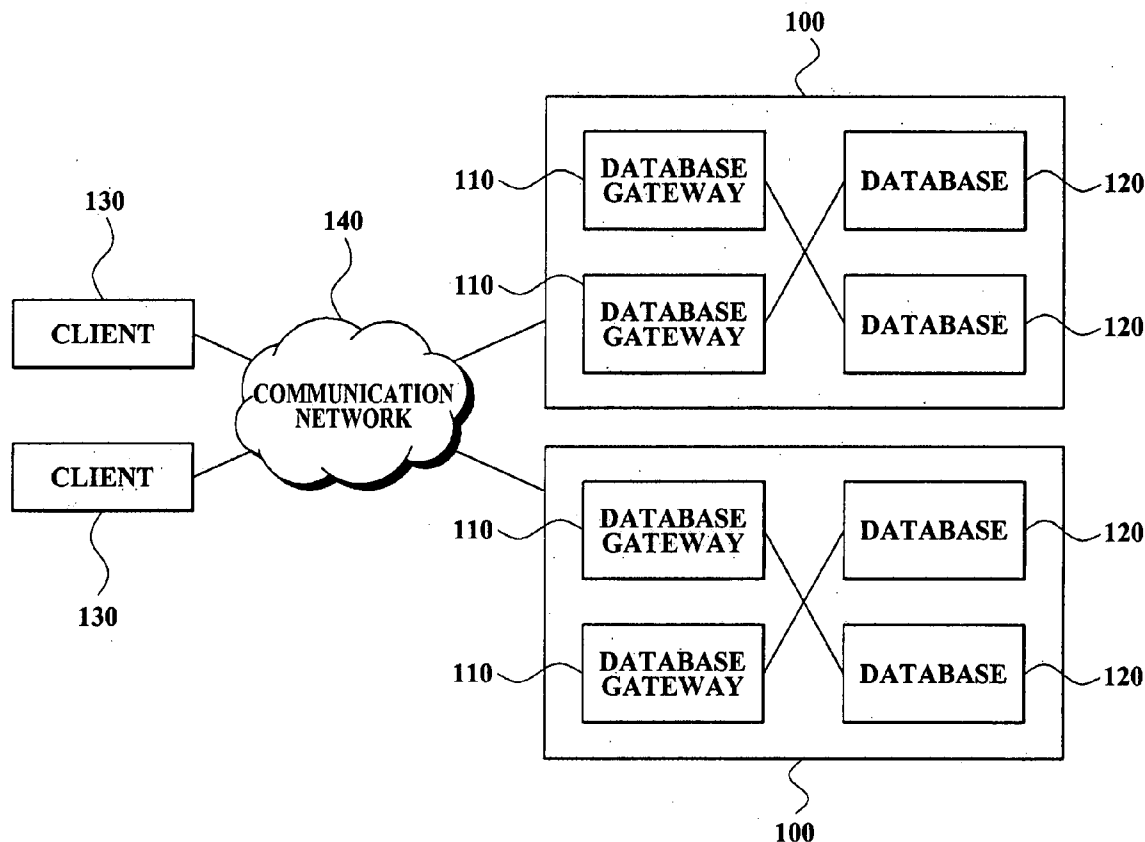 100
DATABASE
GATEWAY
DATABASE
110
120
130
140
110
DATABASE
GATEWAY
DATABASE
120
CLIENT
COMMUNICATION
NETWORK
CLIENT
110
DATABASE
GATEWAY
DATABASE
120
130
110
DATABASE
GATEWAY
DATABASE
120
100